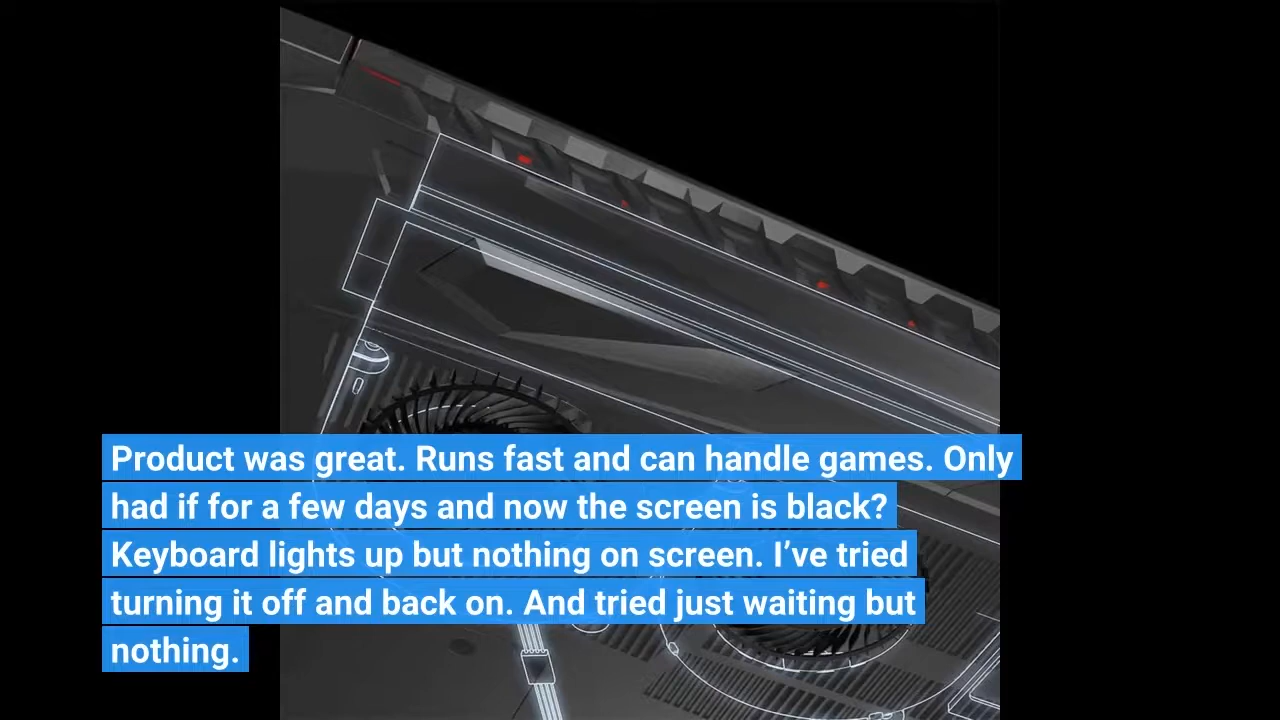 Product was great. Runs fast and can handle games. Only
had if for a few days and now the screen is black?
Keyboard lights up but nothing on screen. I’ve tried
turning it off and back on. And tried just waiting but
nothing.